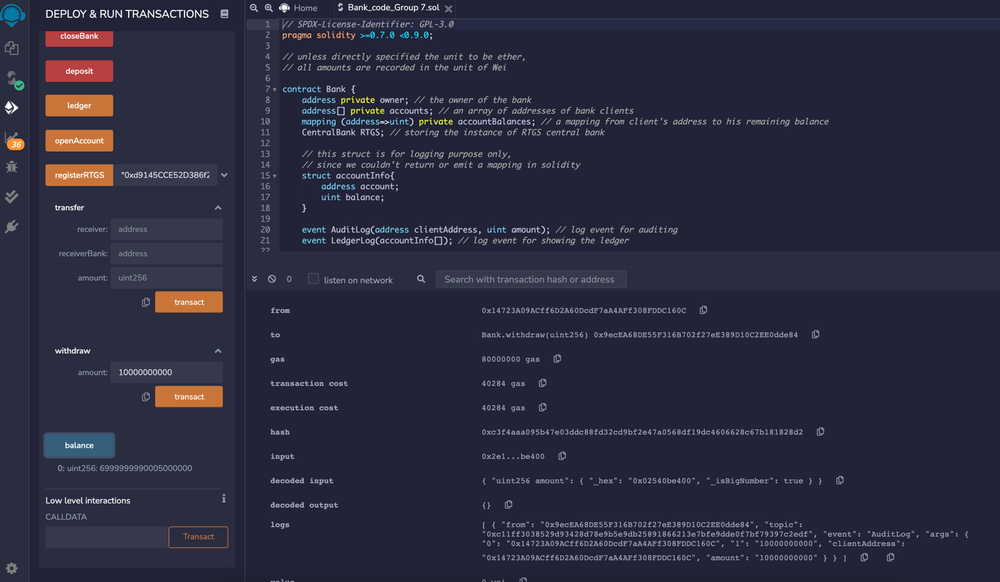 DEPLOY & RUN TRANSACTIONS
closeBank
deposit
ledger
openAccount
registerRTGS "0xd9145CCE52D386f2
transfer
receiver: address
receiverBank: address
amount: uint256
transact
withdraw
amount: 10000000000
transact
balance
0: uint256: 6999999990005000000
Low level interactions
CALLDATA
Transact
36
Home Bank_code_Group 7.sol
1 // SPDX-License-Identifier: GPL-3.0
2 pragma solidity >=0.7.0 <0.9.0;
3
4 // unless directly specified the unit to be ether,
5 // all amounts are recorded in the unit of Wei
6
7 contract Bank {
8 address private owner; // the owner of the bank
9 address[] private accounts; // an array of addresses of bank clients
10 mapping (address=>uint) private accountBalances; // a mapping from client's address to his remaining balance
11 CentralBank RTGS; // storing the instance of RTGS central bank
12
13 // this struct is for logging purpose only,
14 // since we couldn't return or emit a mapping in solidity
15 struct accountInfo{
16 address account;
17 uint balance;
18 }
19
20 event AuditLog(address clientAddress, uint amount); // log event for auditing
21 event LedgerLog(accountInfo[]); // log event for showing the ledger
22
0 listen on network Search with transaction hash or address
from 0x14723A09ACff6D2A60DcdF7aA4AFf308FDDC160C
to Bank.withdraw(uint256) 0x9ecEA68DE55F316B702f27eE389D10C2EE0dde84
gas 80000000 gas
transaction cost 40284 gas
execution cost 40284 gas
hash 0xc3f4aaa095b47e03ddc88fd32cd9bf2e47a0568df19dc4606628c67b181828d2
input 0x2e1...be400
decoded input { "uint256 amount": { "_hex": "0x02540be400", "_isBigNumber": true } }
decoded output {}
logs [ { "from": "0x9ecEA68DE55F316B702f27eE389D10C2EE0dde84", "topic":
"0xc11ff3038529d93428d78e9b5e9db25891866213e7bfe9dde0f7bf79397c2edf", "event": "AuditLog", "args": {
"0": "0x14723A09ACff6D2A60DcdF7aA4AFf308FDDC160C", "1": "10000000000", "clientAddress":
"0x14723A09ACff6D2A60DcdF7aA4AFf308FDDC160C", "amount": "10000000000" } } ]
value 0 wei